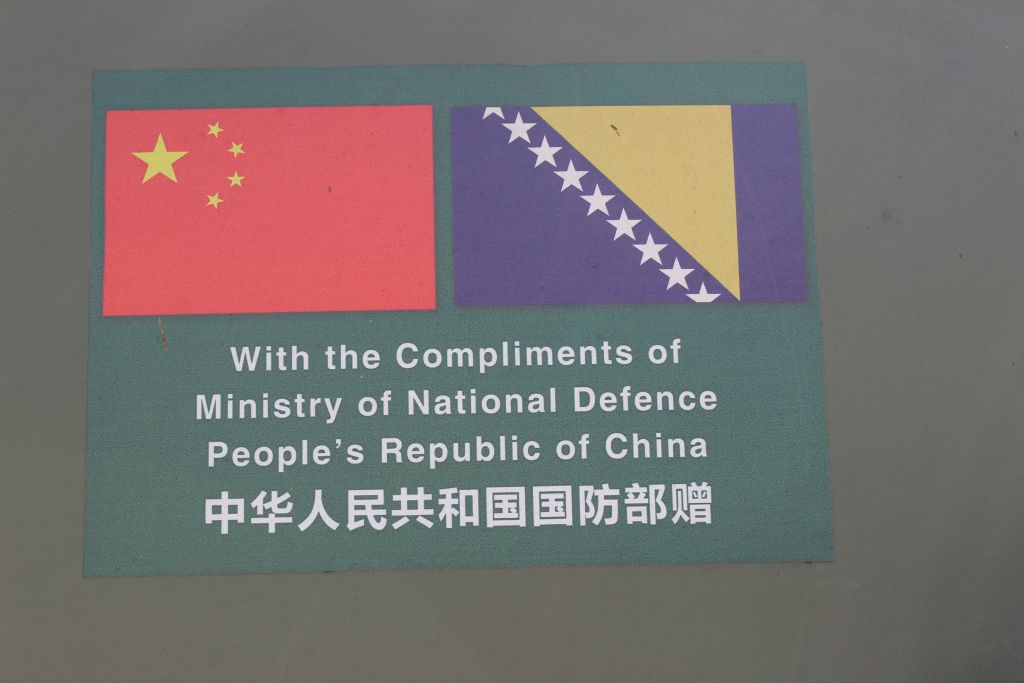 With the Compliments of
Ministry of National Defence
People’s Republic of China
中华人民共和国国防部赠